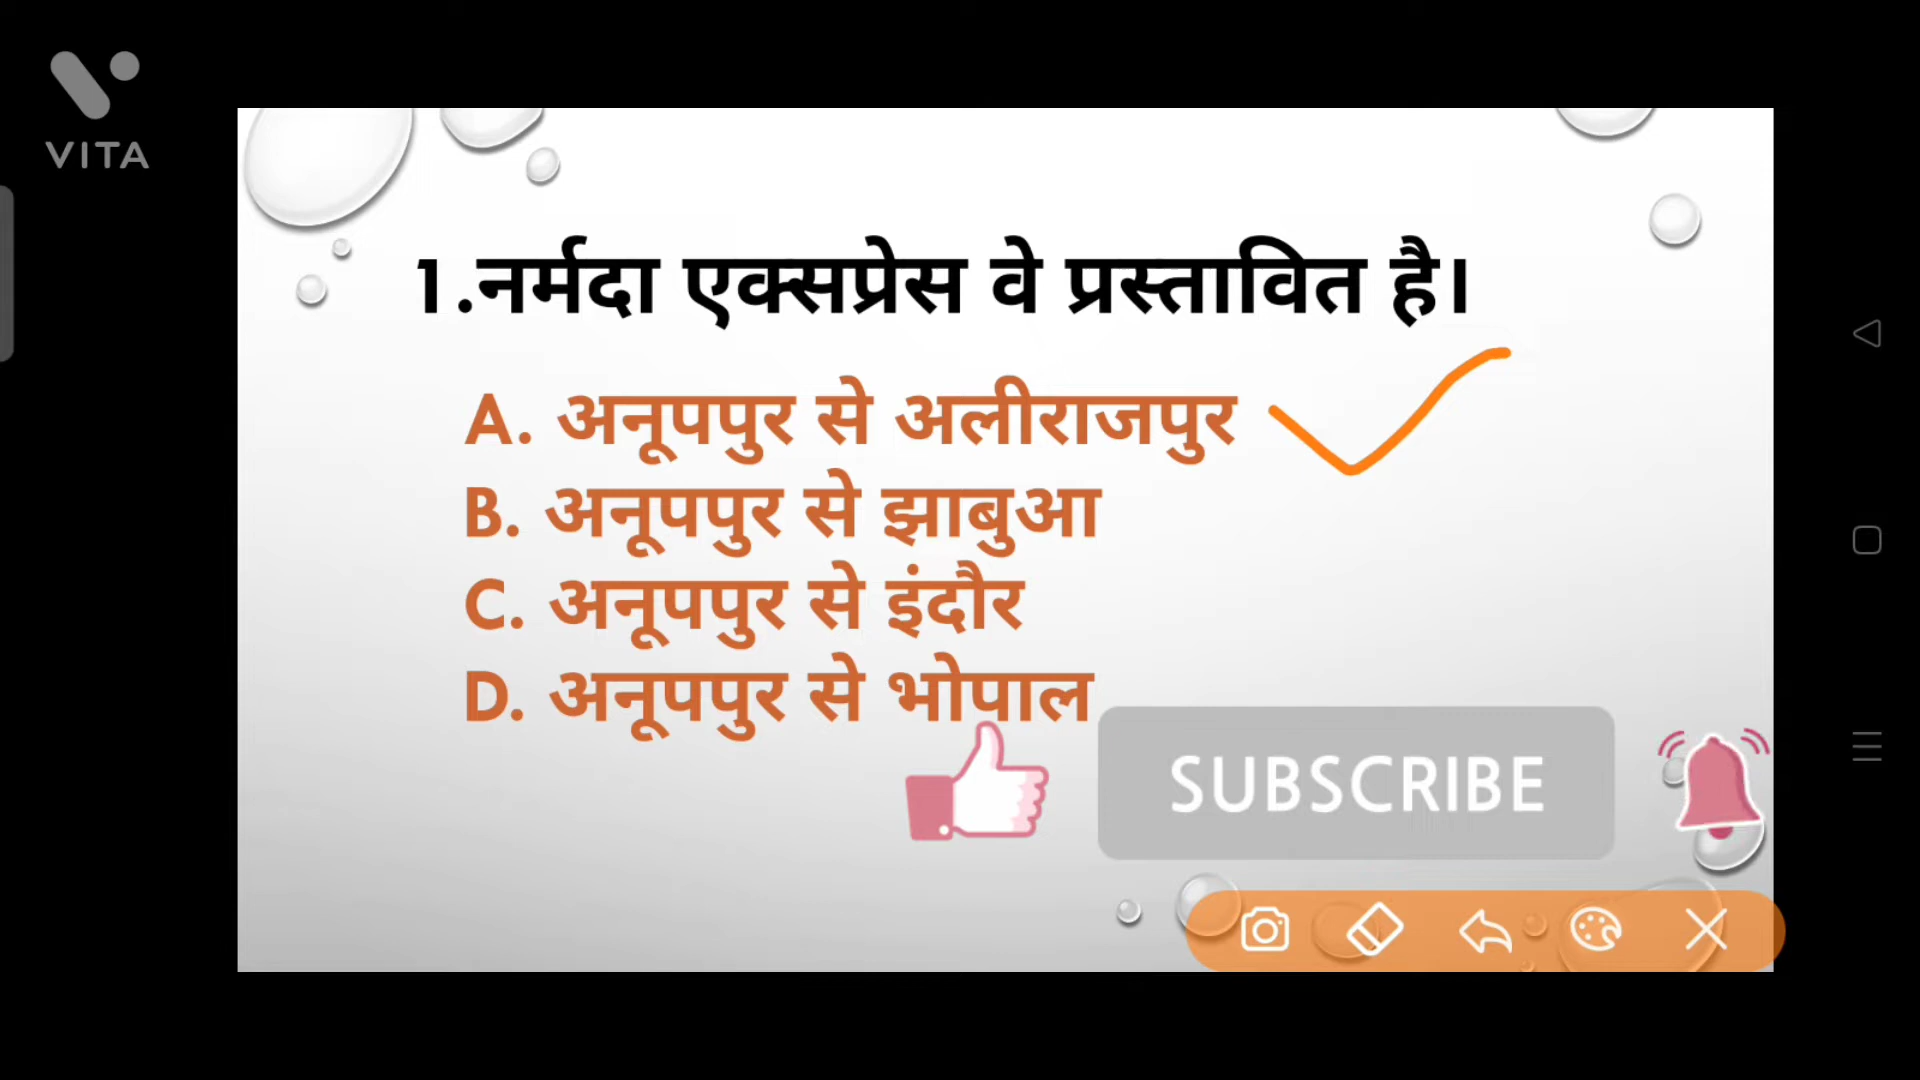 VITA
1.नर्मदा एक्सप्रेस वे प्रस्तावित है।
A. अनूपपुर से अलीराजपुर
B. अनूपपुर से झाबुआ
C. अनूपपुर से इंदौर
D. अनूपपुर से भोपाल
SUBSCRIBE